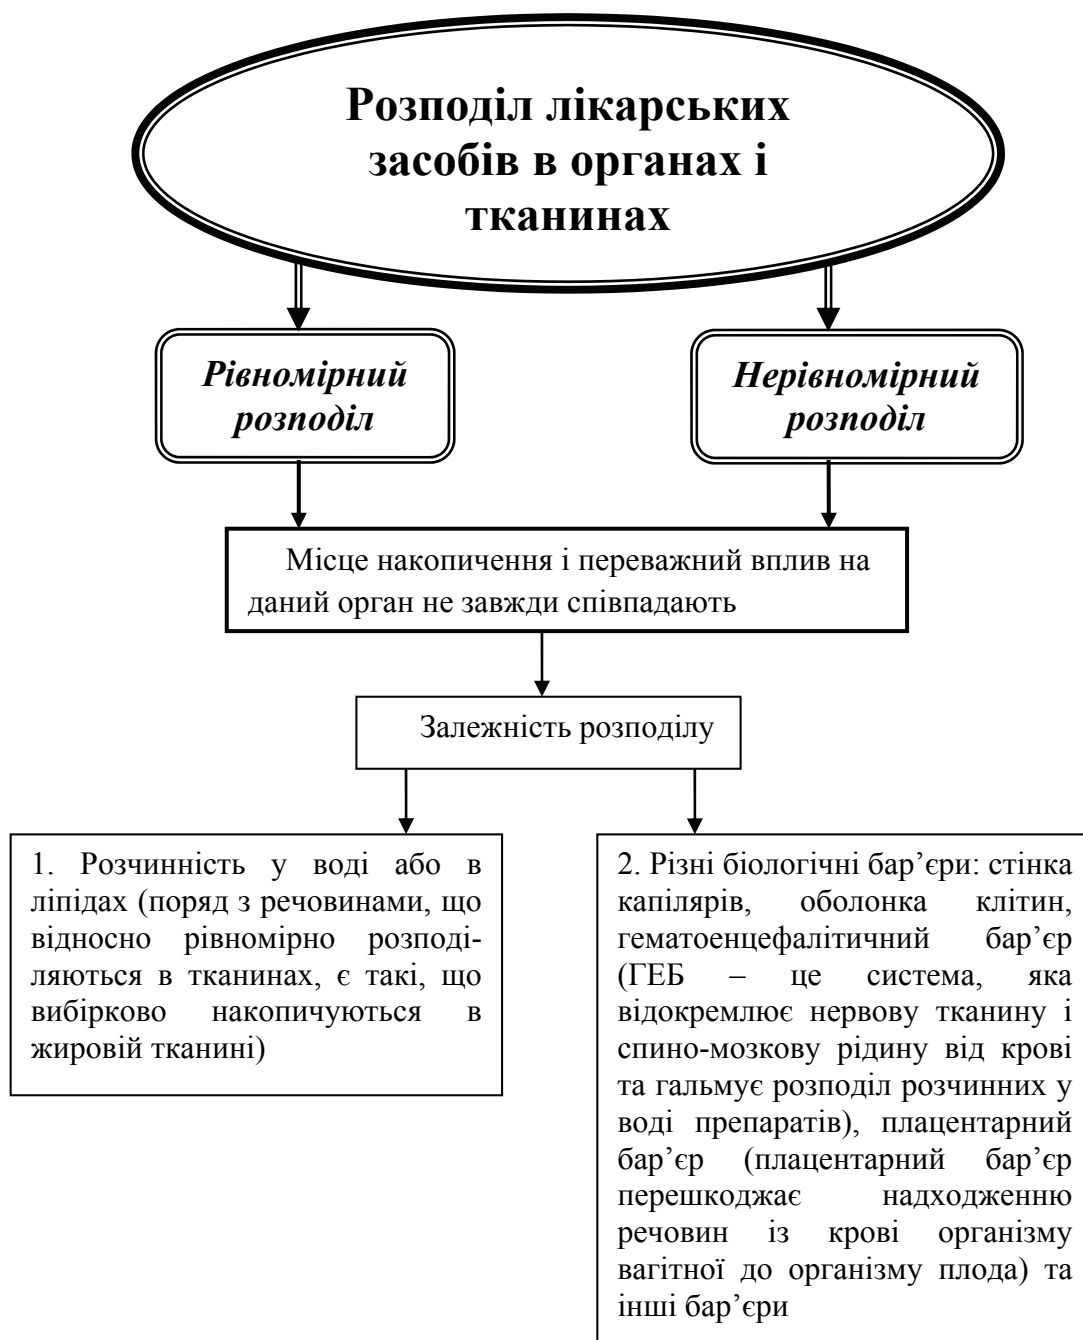 Розподіл лікарських
засобів в органах і
тканинах
Рівномірний
розподіл
Нерівномірний
розподіл
Місце накопичення і переважний вплив на
даний орган не завжди співпадають
Залежність розподілу
1. Розчинність у воді або в
ліпідах (поряд з речовинами, що
відносно рівномірно розподі-
ляються в тканинах, є такі, що
вибірково накопичуються в
жировій тканині)
2. Різні біологічні бар’єри: стінка
капілярів, оболонка клітин,
гематоенцефалітичний бар’єр
(ГЕБ – це система, яка
відокремлює нервову тканину і
спино-мозкову рідину від крові
та гальмує розподіл розчинних у
воді препаратів), плацентарний
бар’єр (плацентарний бар’єр
перешкоджає надходженню
речовин із крові організму
вагітної до організму плода) та
інші бар’єри